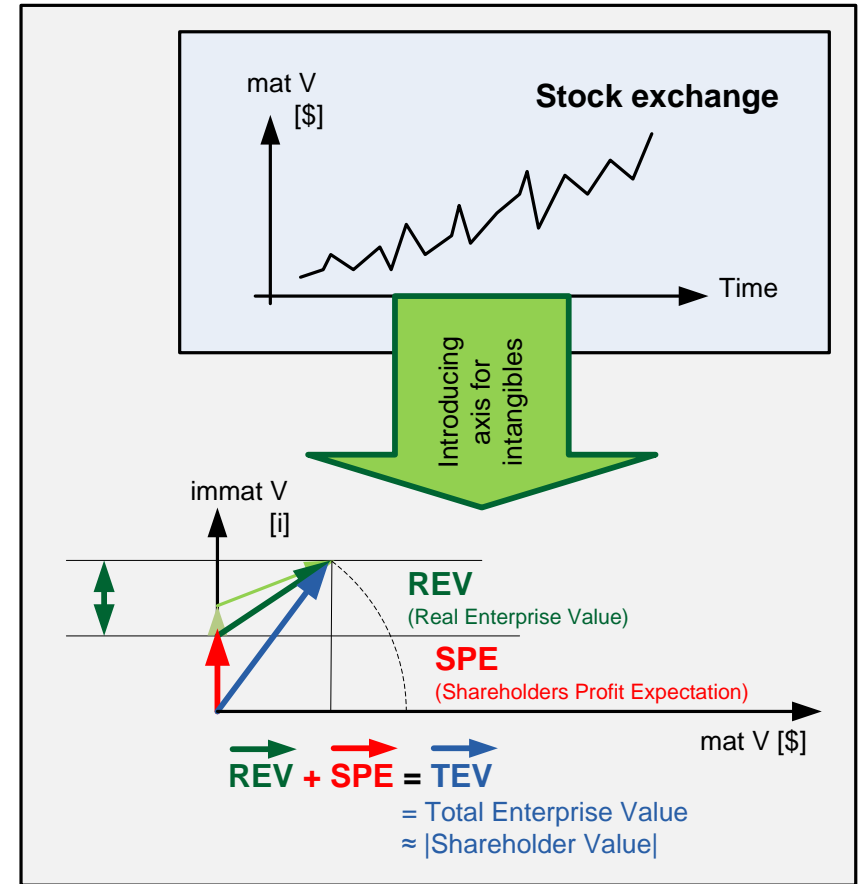 mat V
[$]
Stock exchange
Time
Introducing
axis for
intangibles
immat V
[i]
REV
(Real Enterprise Value)
SPE
(Shareholders Profit Expectation)
mat V [$]
REV + SPE = TEV
= Total Enterprise Value
≈ |Shareholder Value|